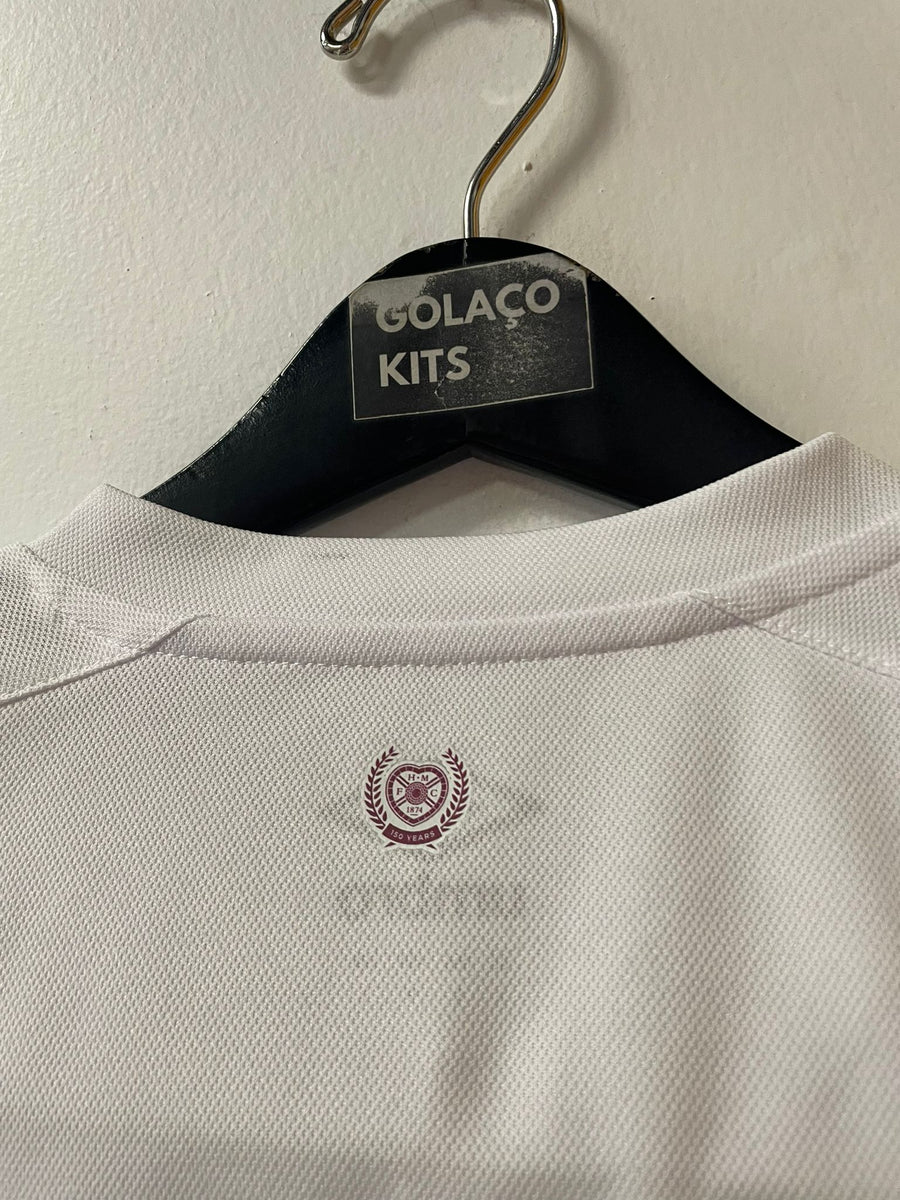 GOLAÇO
KITS
H M
F C
1874
150 YEARS